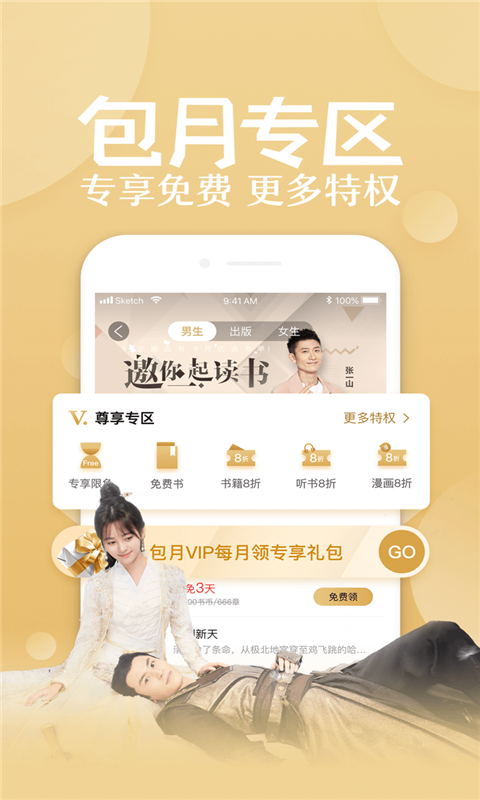 包月专区
专享免费 更多特权
Sketch
9:41 AM
100%
男生
出版
女生
邀你一起读书
张一山
V.
尊享专区
更多特权
Free
8折
8折
8折
专享限免
免费书
书籍8折
听书8折
漫画8折
包月VIP每月领专享礼包
GO
免3天
00书币/666章
免费领
新天
了条命，从极北地宫享至鸡飞跳的哈...